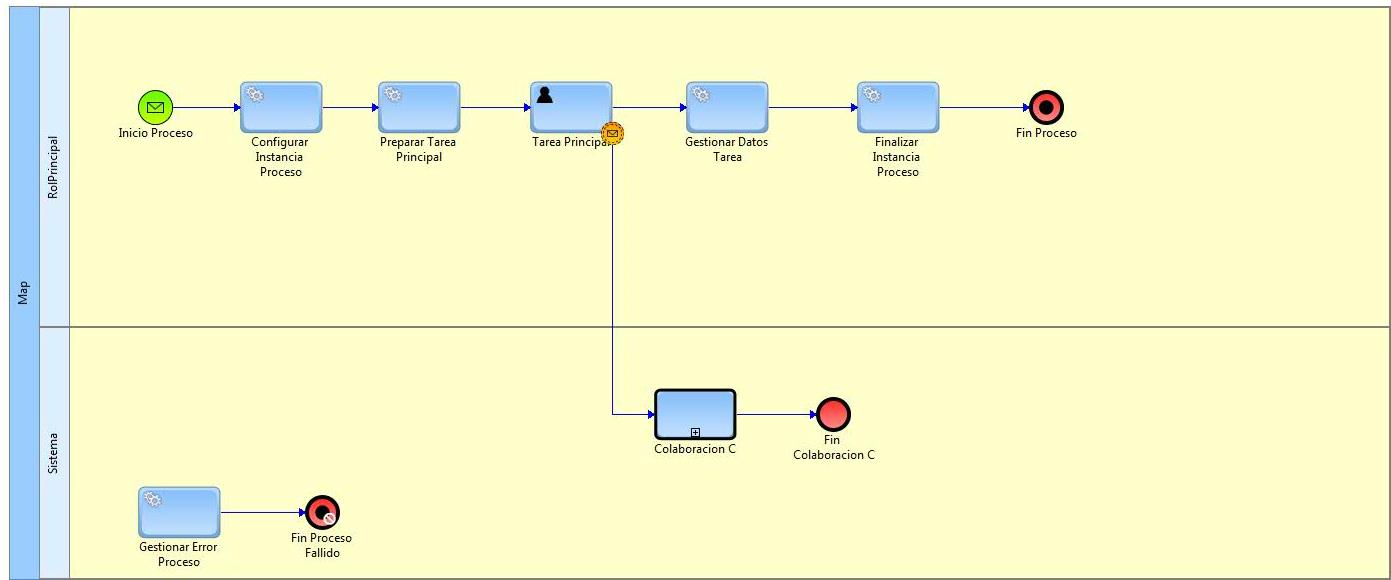 Map
RolPrincipal
Inicio Proceso
Configurar
Instancia
Proceso
Preparar Tarea
Principal
Tarea Principal
Gestionar Datos
Tarea
Finalizar
Instancia
Proceso
Fin Proceso
Sistema
Colaboracion C
Fin
Colaboracion C
Gestionar Error
Proceso
Fin Proceso
Fallido